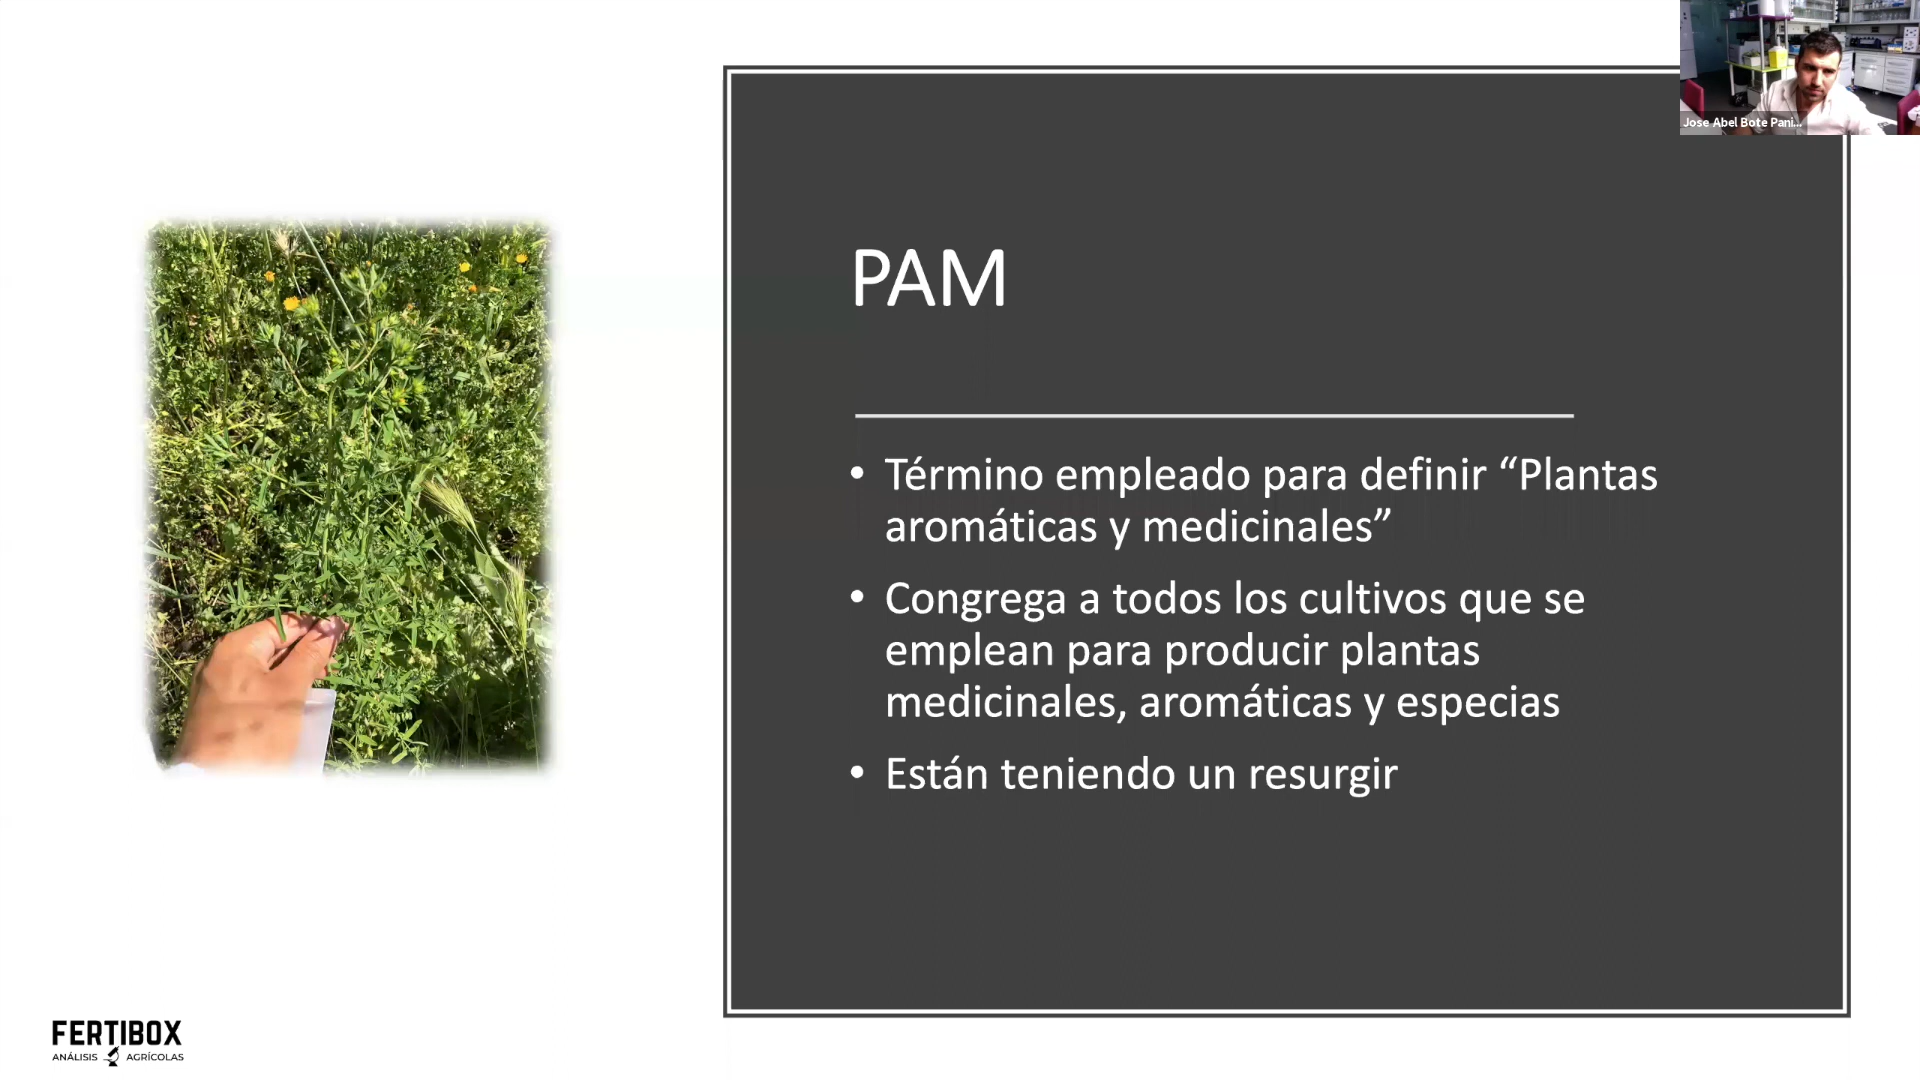 Jose Abel Bote Pani...
PAM
• Término empleado para definir “Plantas
aromáticas y medicinales”
• Congrega a todos los cultivos que se
emplean para producir plantas
medicinales, aromáticas y especias
• Están teniendo un resurgir
FERTIBOX
ANÁLISIS AGRÍCOLAS